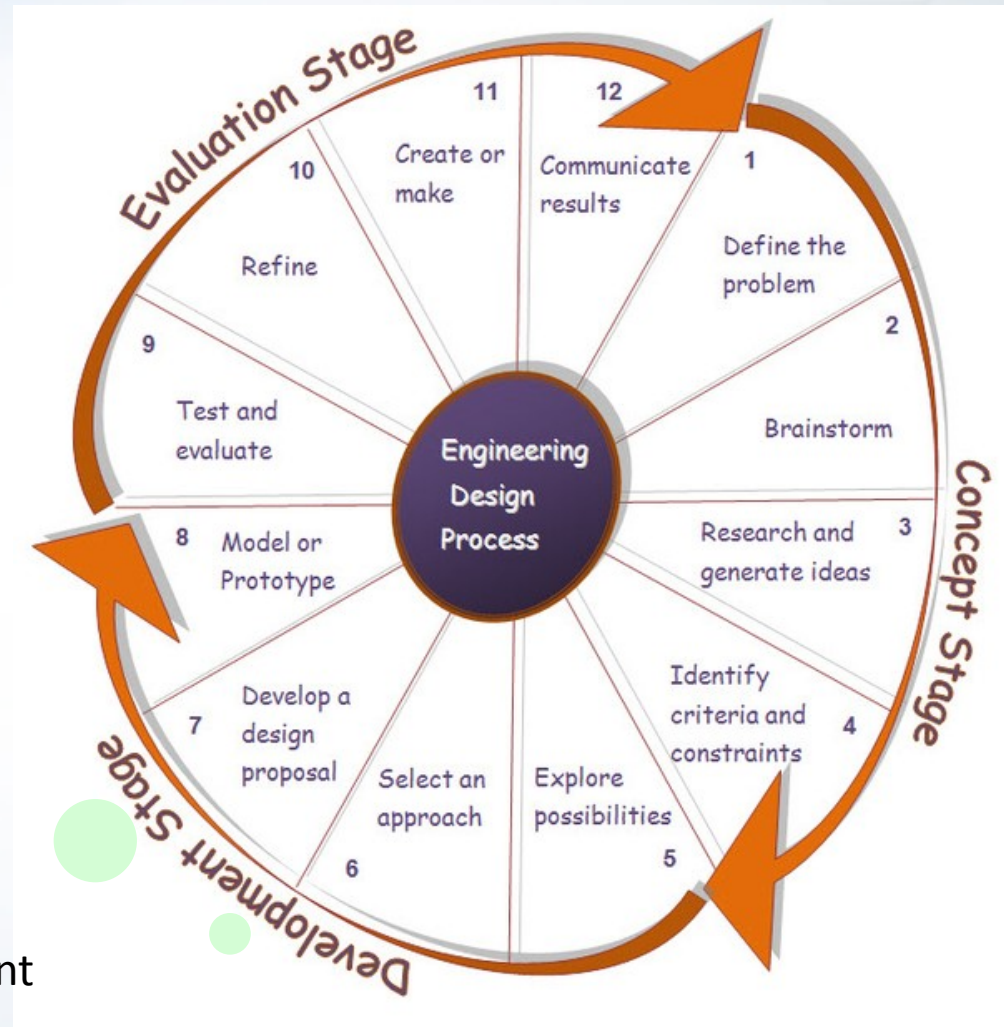 Evaluation Stage
11
12
Create or
make
Communicate
results
10
Refine
1
Define the
problem
2
Brainstorm
9
Test and
evaluate
Engineering
Design
Process
3
Research and
generate ideas
Concept Stage
8
Model or
Prototype
4
Identify
criteria and
constraints
7
Develop a
design
proposal
6
Select an
approach
5
Explore
possibilities
Development Stage
nt